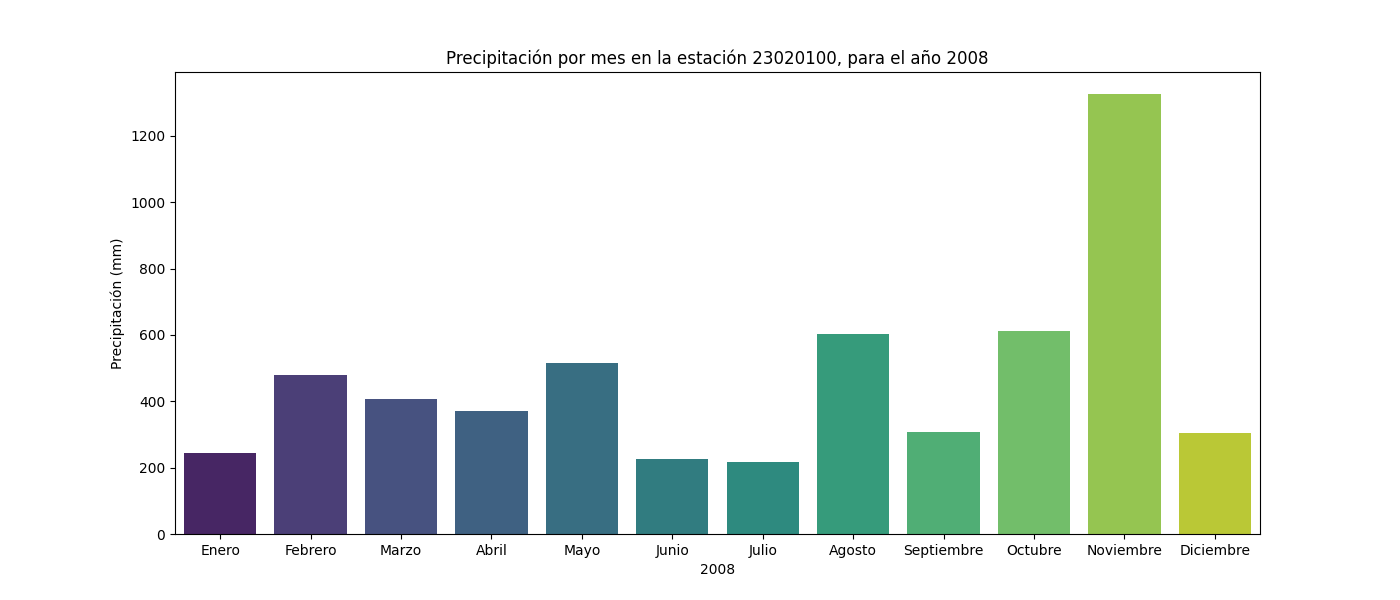 Precipitación por mes en la estación 23020100, para el año 2008
Precipitación (mm)
1200
1000
800
600
400
200
0
Enero Febrero Marzo Abril Mayo Junio Julio Agosto Septiembre Octubre Noviembre Diciembre
2008